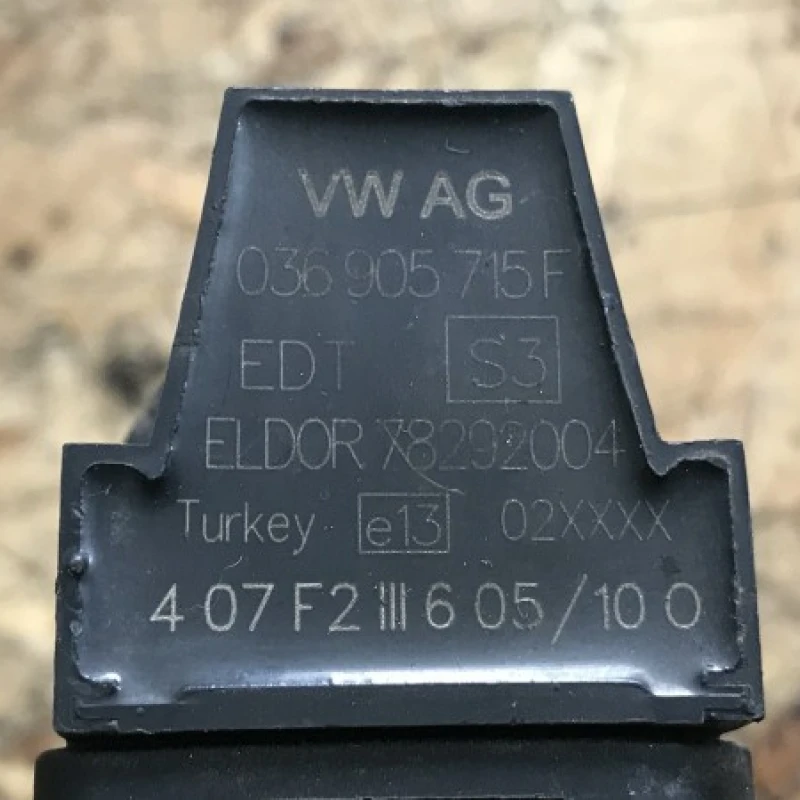 VW AG
036 905 715 F
EDT S3
ELDOR 78292004
Turkey e13 02XXXX
4 07 F2 III 6 05/10 0